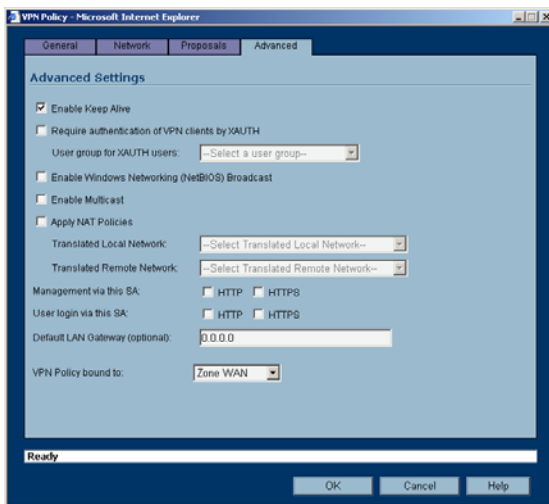 VPN Policy - Microsoft Internet Explorer
General Network Proposals Advanced
Advanced Settings
Enable Keep Alive
Require authentication of VPN clients by XAUTH
User group for XAUTH users: --Select a user group--
Enable Windows Networking (NetBIOS) Broadcast
Enable Multicast
Apply NAT Policies
Translated Local Network: --Select Translated Local Network--
Translated Remote Network: --Select Translated Remote Network--
Management via this SA: HTTP HTTPS
User login via this SA: HTTP HTTPS
Default LAN Gateway (optional): 0.0.0.0
VPN Policy bound to: Zone WAN
Ready
OK Cancel Help